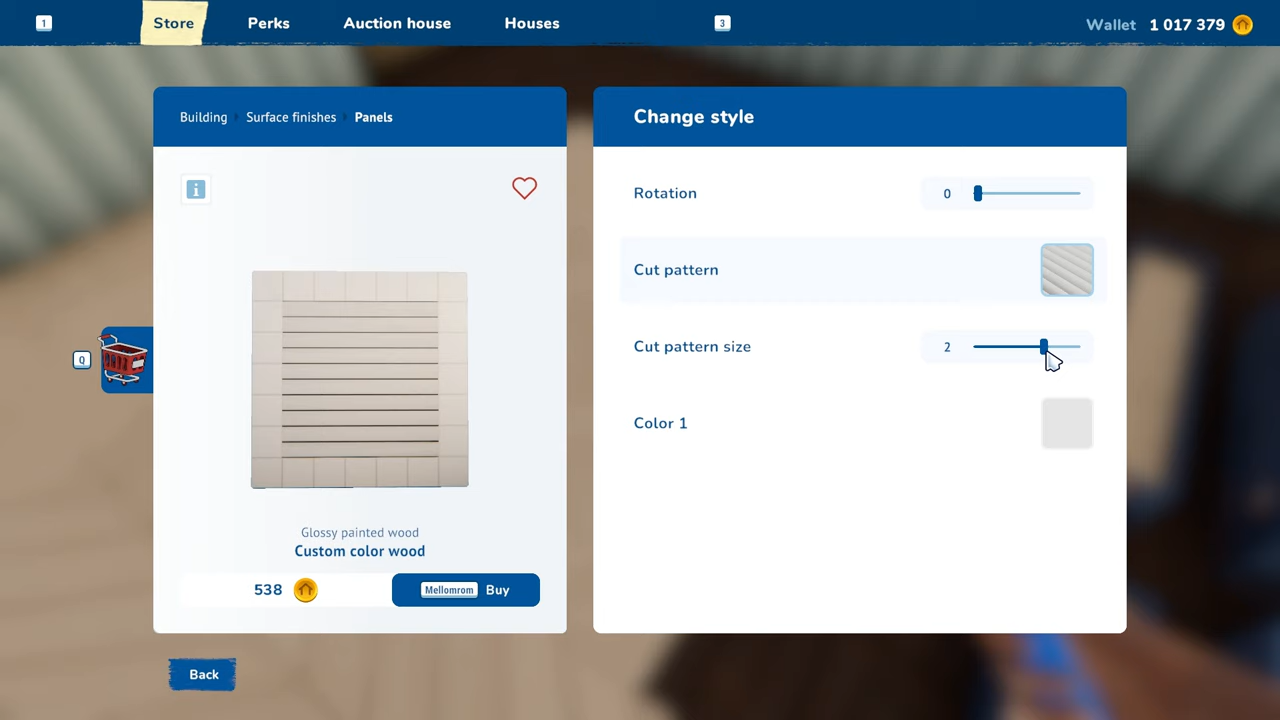 1
Store
Perks
Auction house
Houses
3
Wallet 1 017 379
Building
Surface finishes
Panels
i
Q
Glossy painted wood
Custom color wood
538
Mellomrom Buy
Back
Change style
Rotation
0
Cut pattern
Cut pattern size
2
Color 1